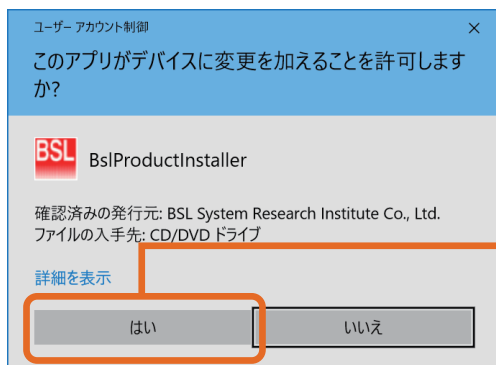 ユーザー アカウント制御
このアプリがデバイスに変更を加えることを許可します
か?
BSL
BslProductInstaller
確認済みの発行元: BSL System Research Institute Co., Ltd.
ファイルの入手先: CD/DVD ドライブ
詳細を表示
はい
いいえ